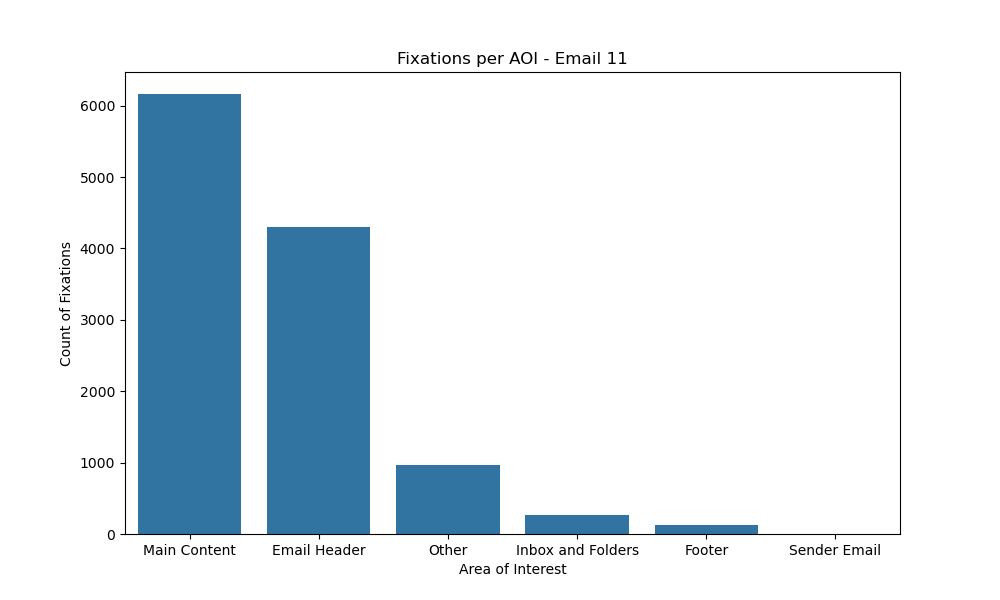 Fixations per AOI - Email 11
Count of Fixations
6000
5000
4000
3000
2000
1000
0
Main Content
Email Header
Other
Inbox and Folders
Footer
Sender Email
Area of Interest